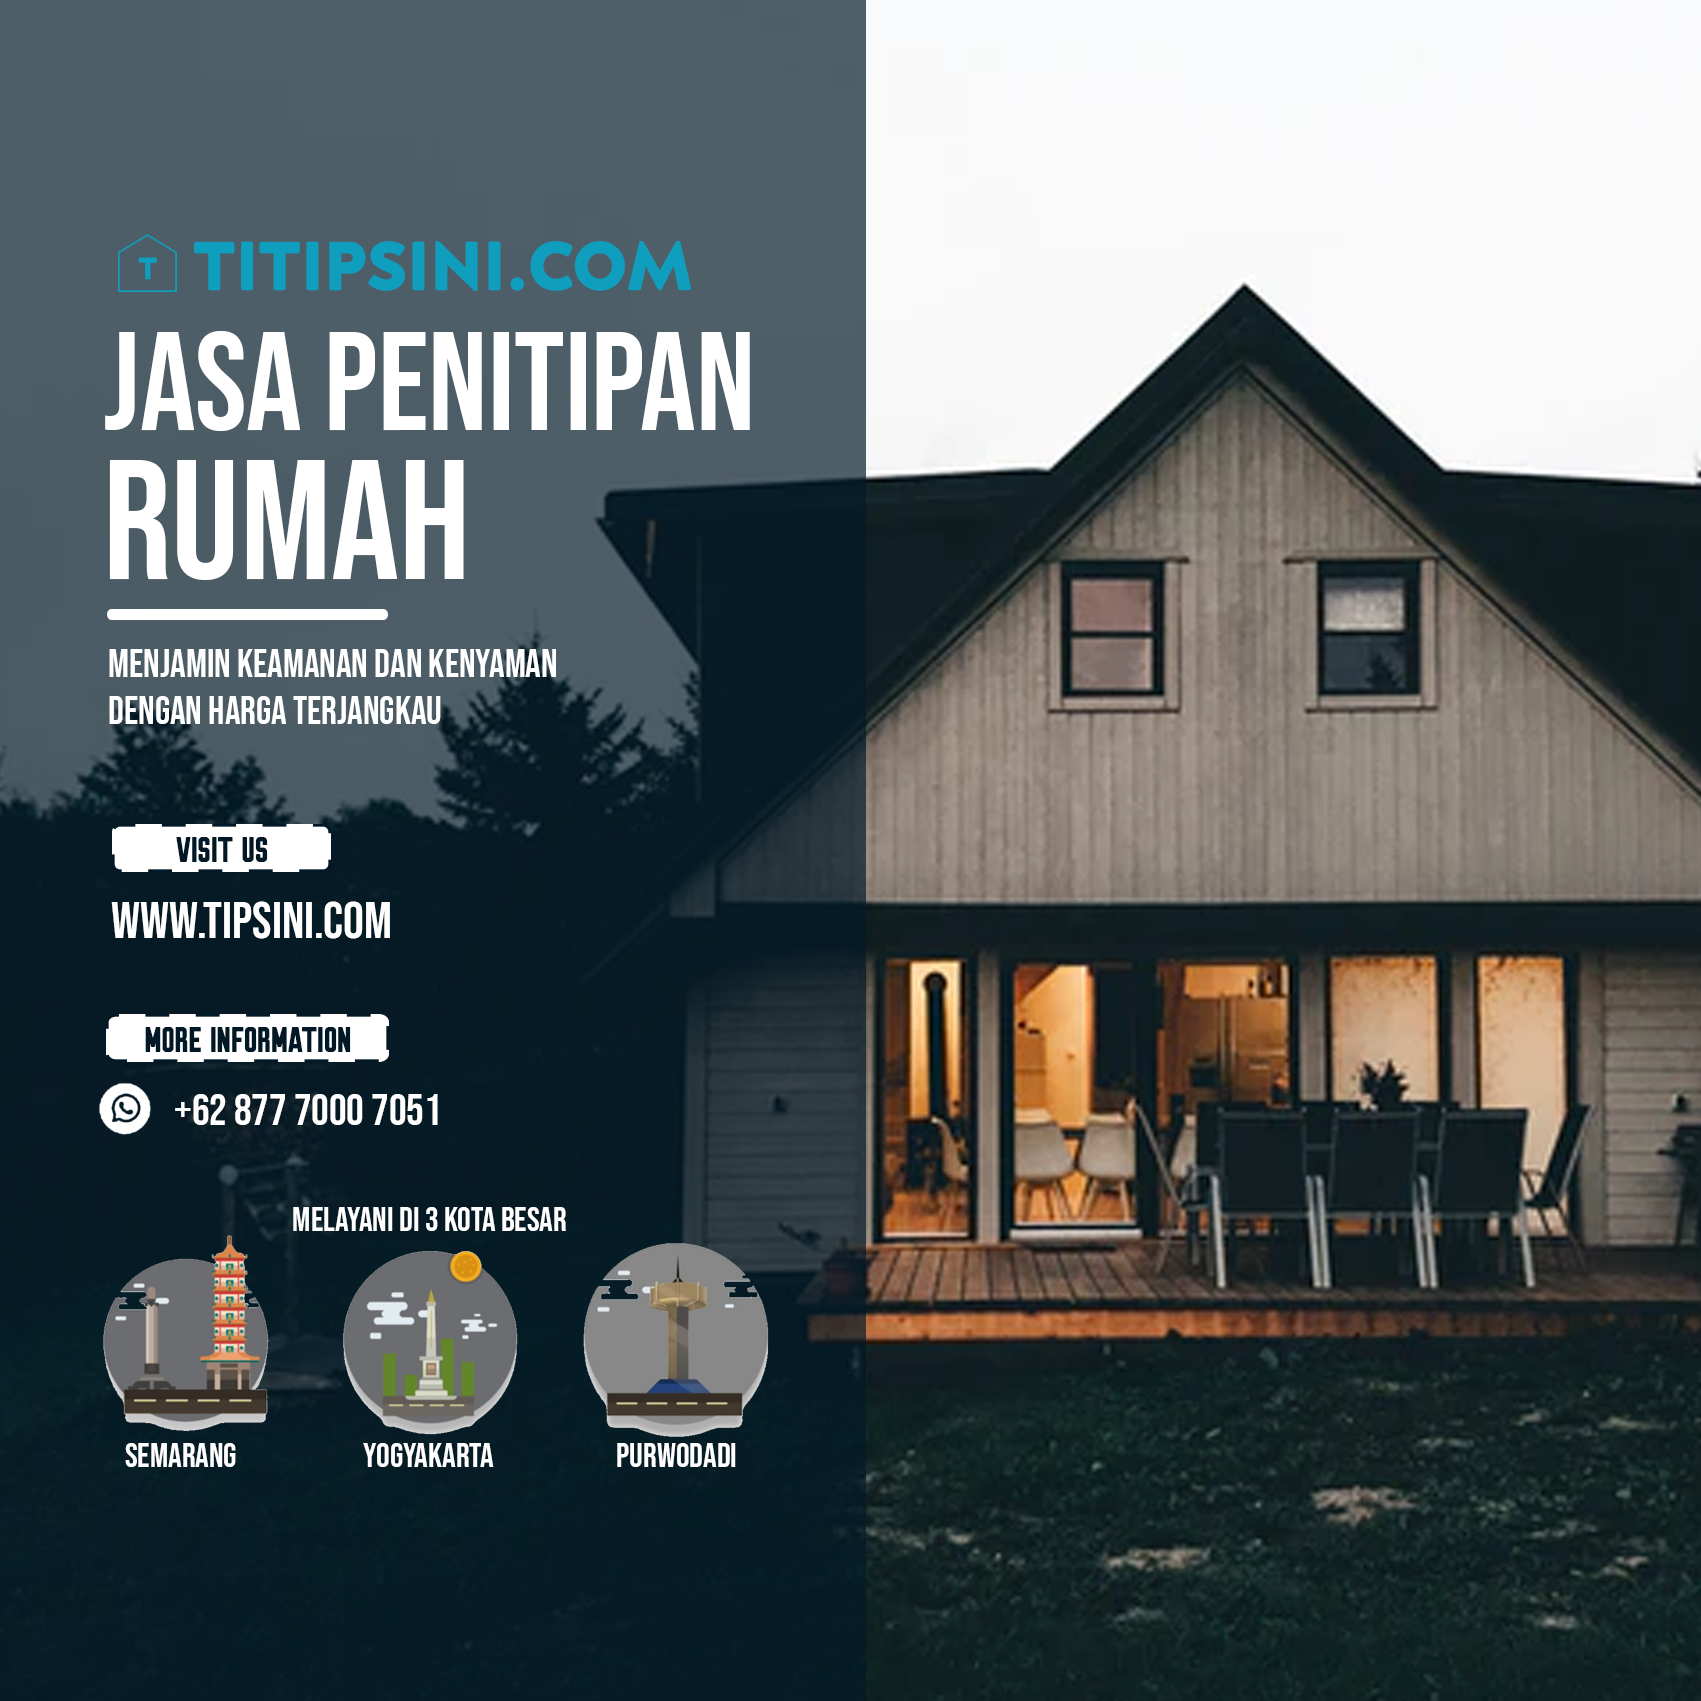 T TITIPSINI.COM
JASA PENITIPAN
RUMAH
MENJAMIN KEAMANAN DAN KENYAMAN
DENGAN HARGA TERJANGKAU
VISIT US
WWW.TIPSINI.COM
MORE INFORMATION
+62 877 7000 7051
MELAYANI DI 3 KOTA BESAR
SEMARANG
YOGYAKARTA
PURWODADI